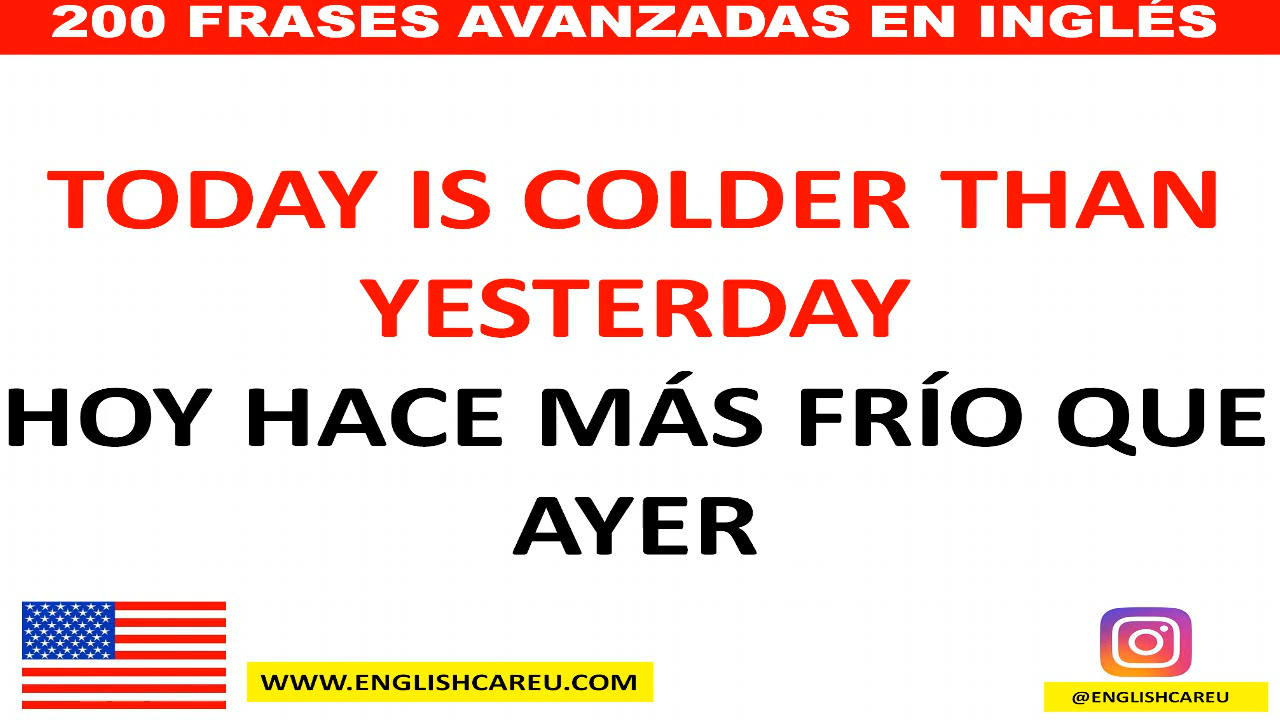 200 FRASES AVANZADAS EN INGLÉS
TODAY IS COLDER THAN
YESTERDAY
HOY HACE MÁS FRÍO QUE
AYER
WWW.ENGLISHCAREU.COM
@ENGLISHCAREU